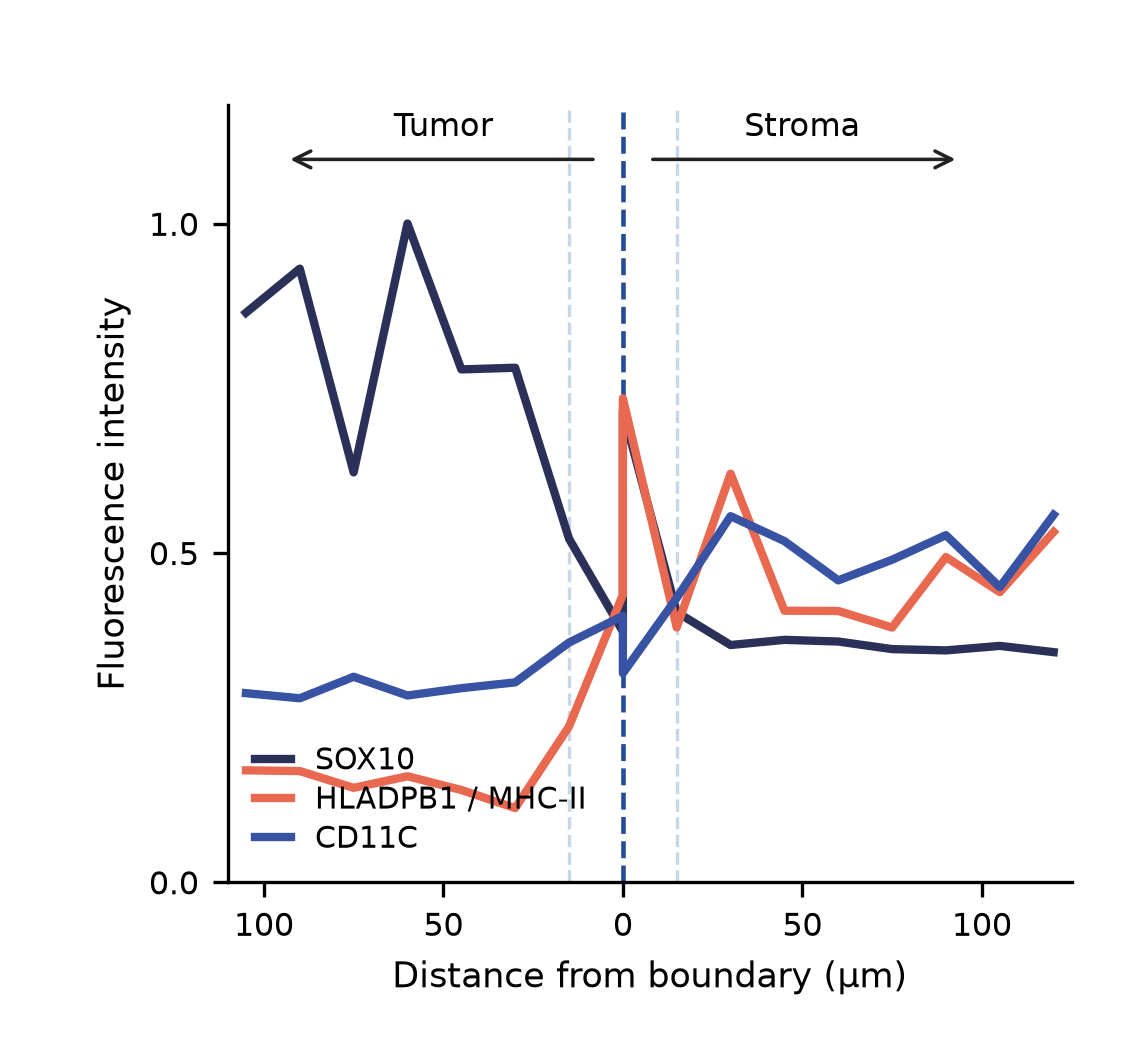 Tumor
Stroma
1.0
0.5
0.0
Fluorescence intensity
SOX10
HLADPB1 / MHC-II
CD11C
100
50
0
50
100
Distance from boundary (μm)